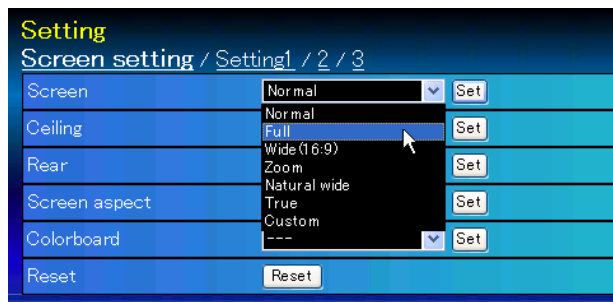 Setting
Screen setting / Setting1 / 2 / 3
Screen Normal Set
Normal
Ceiling Full Set
Wide(16:9)
Rear Zoom Set
Natural wide
Screen aspect True Set
Custom
Colorboard --- Set
Reset Reset